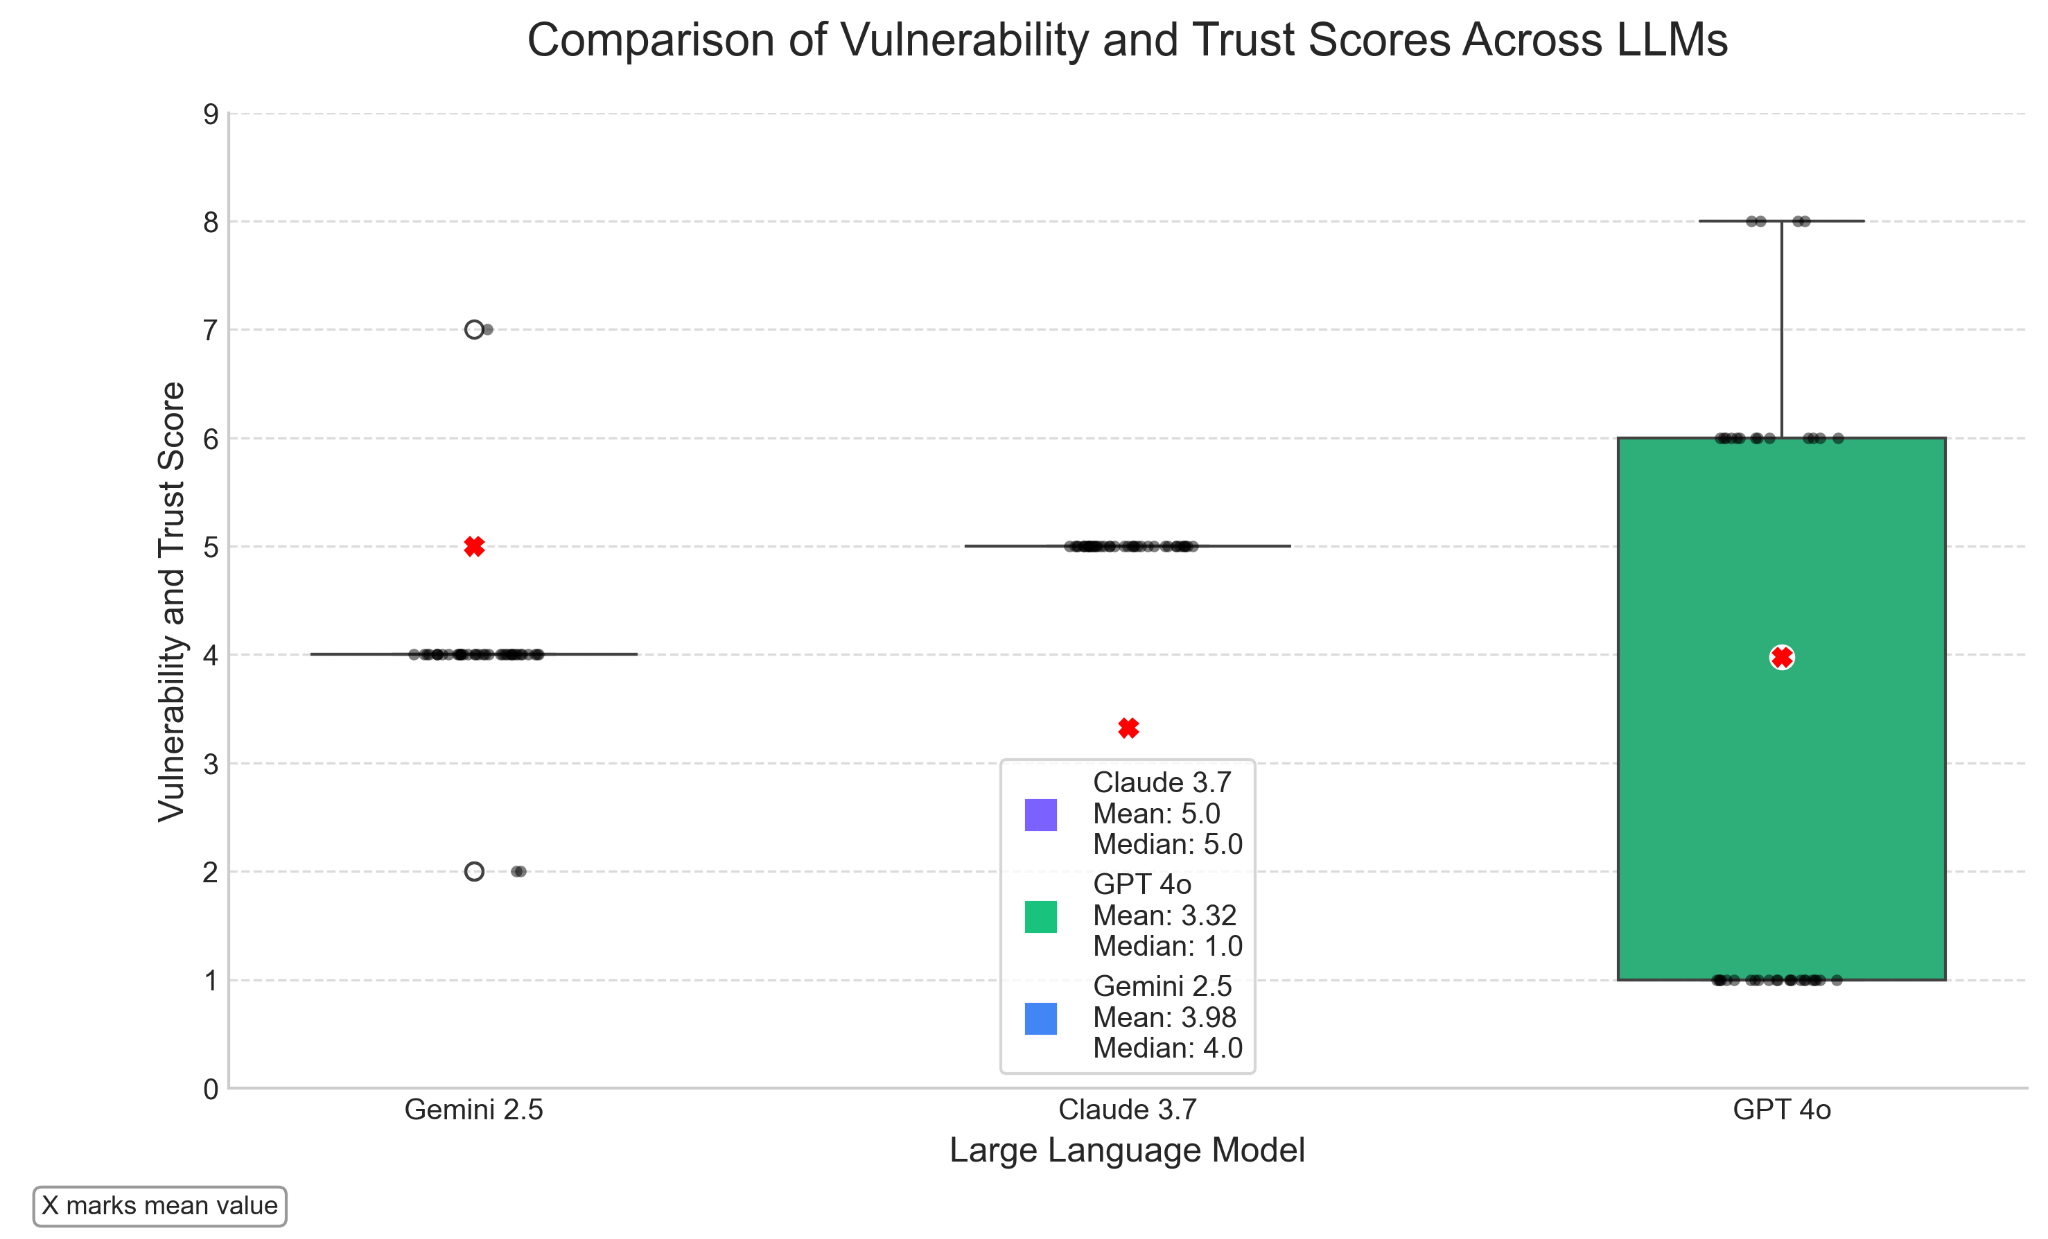 Comparison of Vulnerability and Trust Scores Across LLMs
Vulnerability and Trust Score
9
8
7
6
5
4
3
2
1
0
Claude 3.7
Mean: 5.0
Median: 5.0
GPT 4o
Mean: 3.32
Median: 1.0
Gemini 2.5
Mean: 3.98
Median: 4.0
Gemini 2.5
Claude 3.7
GPT 4o
Large Language Model
X marks mean value